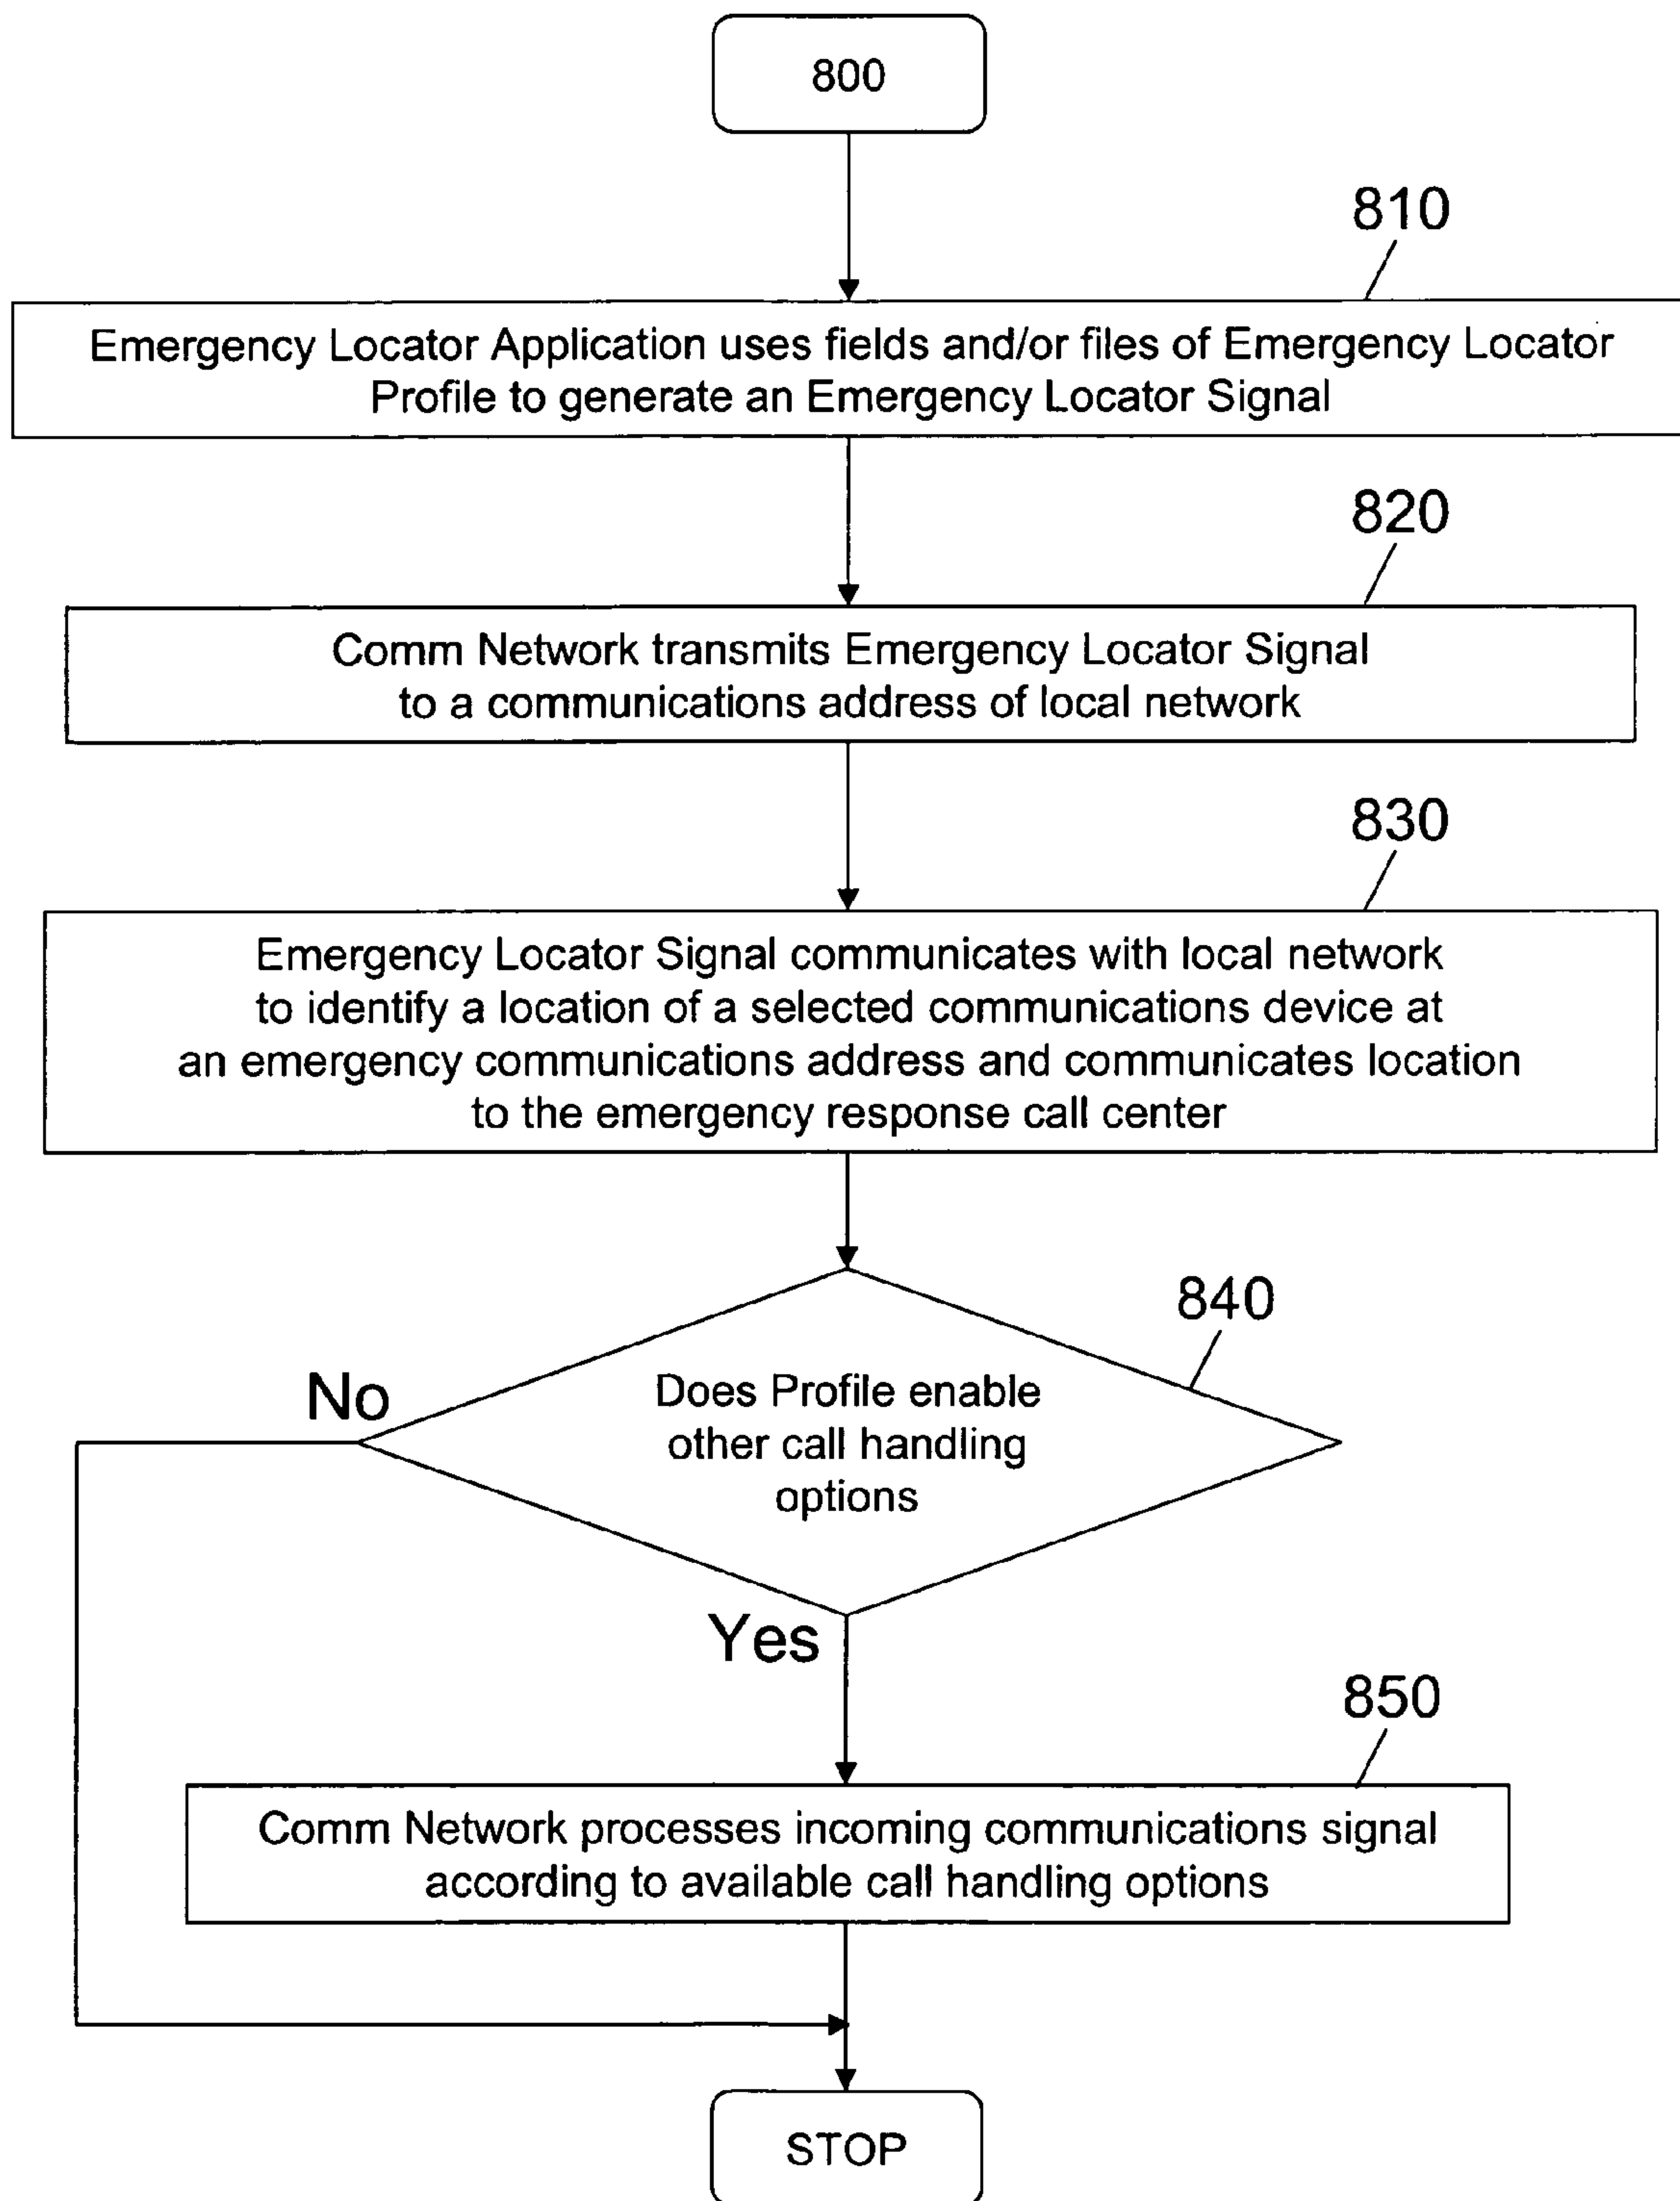 800
810
Emergency Locator Application uses fields and/or files of Emergency Locator
Profile to generate an Emergency Locator Signal
820
Comm Network transmits Emergency Locator Signal
to a communications address of local network
830
Emergency Locator Signal communicates with local network
to identify a location of a selected communications device at
an emergency communications address and communicates location
to the emergency response call center
840
No
Does Profile enable
other call handling
options
Yes
850
Comm Network processes incoming communications signal
according to available call handling options
STOP